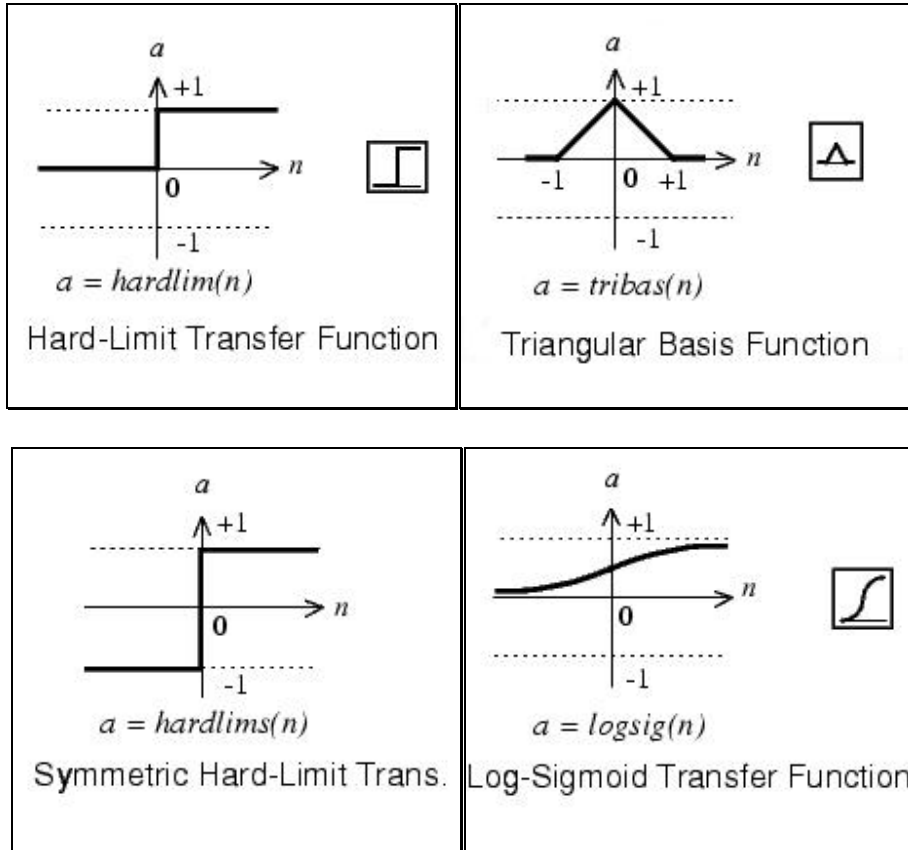 a
+1
n
0
-1
a = hardlim(n)
Hard-Limit Transfer Function
a
+1
n
-1 0 +1
-1
a = tribas(n)
Triangular Basis Function
a
+1
n
0
-1
a = hardlims(n)
Symmetric Hard-Limit Trans.
a
+1
n
0
-1
a = logsig(n)
Log-Sigmoid Transfer Function